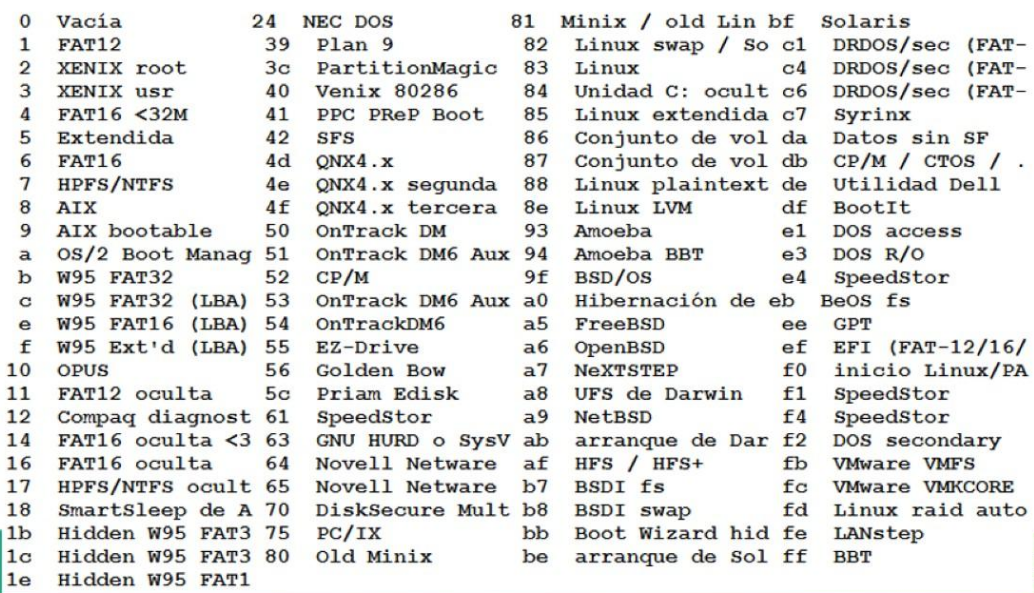 0 Vacía 24 NEC DOS 81 Minix / old Lin bf Solaris
1 FAT12 39 Plan 9 82 Linux swap / So c1 DRDOS/sec (FAT-
2 XENIX root 3c PartitionMagic 83 Linux c4 DRDOS/sec (FAT-
3 XENIX usr 40 Venix 80286 84 Unidad C: ocult c6 DRDOS/sec (FAT-
4 FAT16 <32M 41 PPC PReP Boot 85 Linux extendida c7 Syrinx
5 Extendida 42 SFS 86 Conjunto de vol da Datos sin SF
6 FAT16 4d QNX4.x 87 Conjunto de vol db CP/M / CTOS / .
7 HPFS/NTFS 4e QNX4.x segunda 88 Linux plaintext de Utilidad Dell
8 AIX 4f QNX4.x tercera 8e Linux LVM df BootIt
9 AIX bootable 50 OnTrack DM 93 Amoeba e1 DOS access
a OS/2 Boot Manag 51 OnTrack DM6 Aux 94 Amoeba BBT e3 DOS R/O
b W95 FAT32 52 CP/M 9f BSD/OS e4 SpeedStor
c W95 FAT32 (LBA) 53 OnTrack DM6 Aux a0 Hibernación de eb BeOS fs
e W95 FAT16 (LBA) 54 OnTrackDM6 a5 FreeBSD ee GPT
f W95 Ext'd (LBA) 55 EZ-Drive a6 OpenBSD ef EFI (FAT-12/16/
10 OPUS 56 Golden Bow a7 NeXTSTEP f0 inicio Linux/PA
11 FAT12 oculta 5c Priam Edisk a8 UFS de Darwin f1 SpeedStor
12 Compaq diagnost 61 SpeedStor a9 NetBSD f4 SpeedStor
14 FAT16 oculta <3 63 GNU HURD o SysV ab arranque de Dar f2 DOS secondary
16 FAT16 oculta 64 Novell Netware af HFS / HFS+ fb VMware VMFS
17 HPFS/NTFS ocult 65 Novell Netware b7 BSDI fs fc VMware VMKCORE
18 SmartSleep de A 70 DiskSecure Mult b8 BSDI swap fd Linux raid auto
1b Hidden W95 FAT3 75 PC/IX bb Boot Wizard hid fe LANstep
1c Hidden W95 FAT3 80 Old Minix be arranque de Sol ff BBT
1e Hidden W95 FAT1